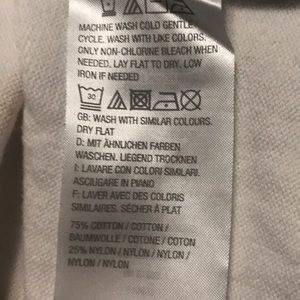 MACHINE WASH COLD GENTLE
CYCLE. WASH WITH LIKE COLORS.
ONLY NON-CHLORINE BLEACH WHEN
NEEDED. LAY FLAT TO DRY. LOW
IRON IF NEEDED
30
GB: WASH WITH SIMILAR COLOURS.
DRY FLAT
D: MIT ÄHNLICHEN FARBEN
WASCHEN. LIEGEND TROCKNEN
I: LAVARE CON COLORI SIMILARI.
ASCIUGARE IN PIANO
F: LAVER AVEC DES COLORIS
SIMILAIRES. SÉCHER À PLAT
75% COTTON / COTTON /
BAUMWOLLE / COTONE / COTON
25% NYLON / NYLON / NYLON /
NYLON / NYLON